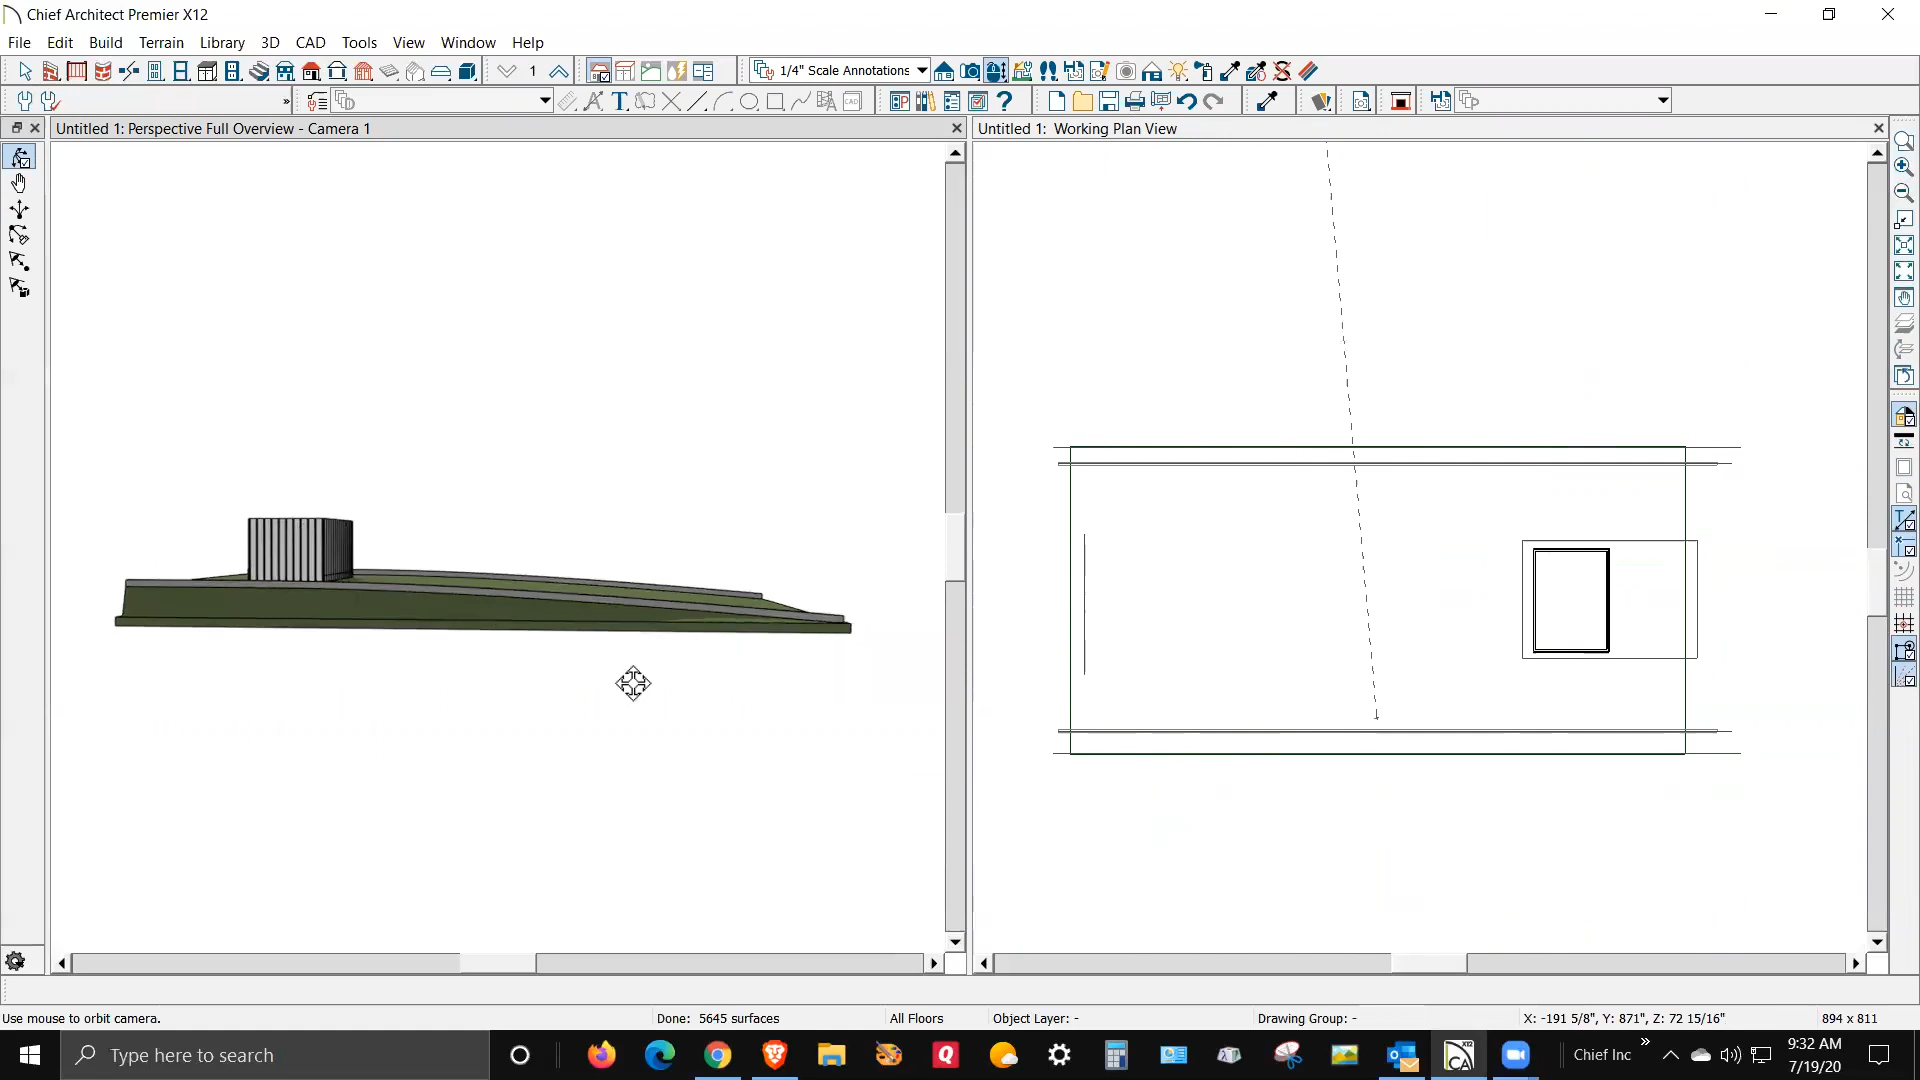 Chief Architect Premier X12
File Edit Build Terrain Library 3D CAD Tools View Window Help
1 1/4" Scale Annotations
» T CAD ?
Untitled 1: Perspective Full Overview - Camera 1
Untitled 1: Working Plan View
Use mouse to orbit camera. Done: 5645 surfaces All Floors Object Layer: - Drawing Group: - X: -191 5/8", Y: 871", Z: 72 15/16" 894 x 811
Type here to search
Q
X12
CA
Chief Inc »
9:32 AM
7/19/20